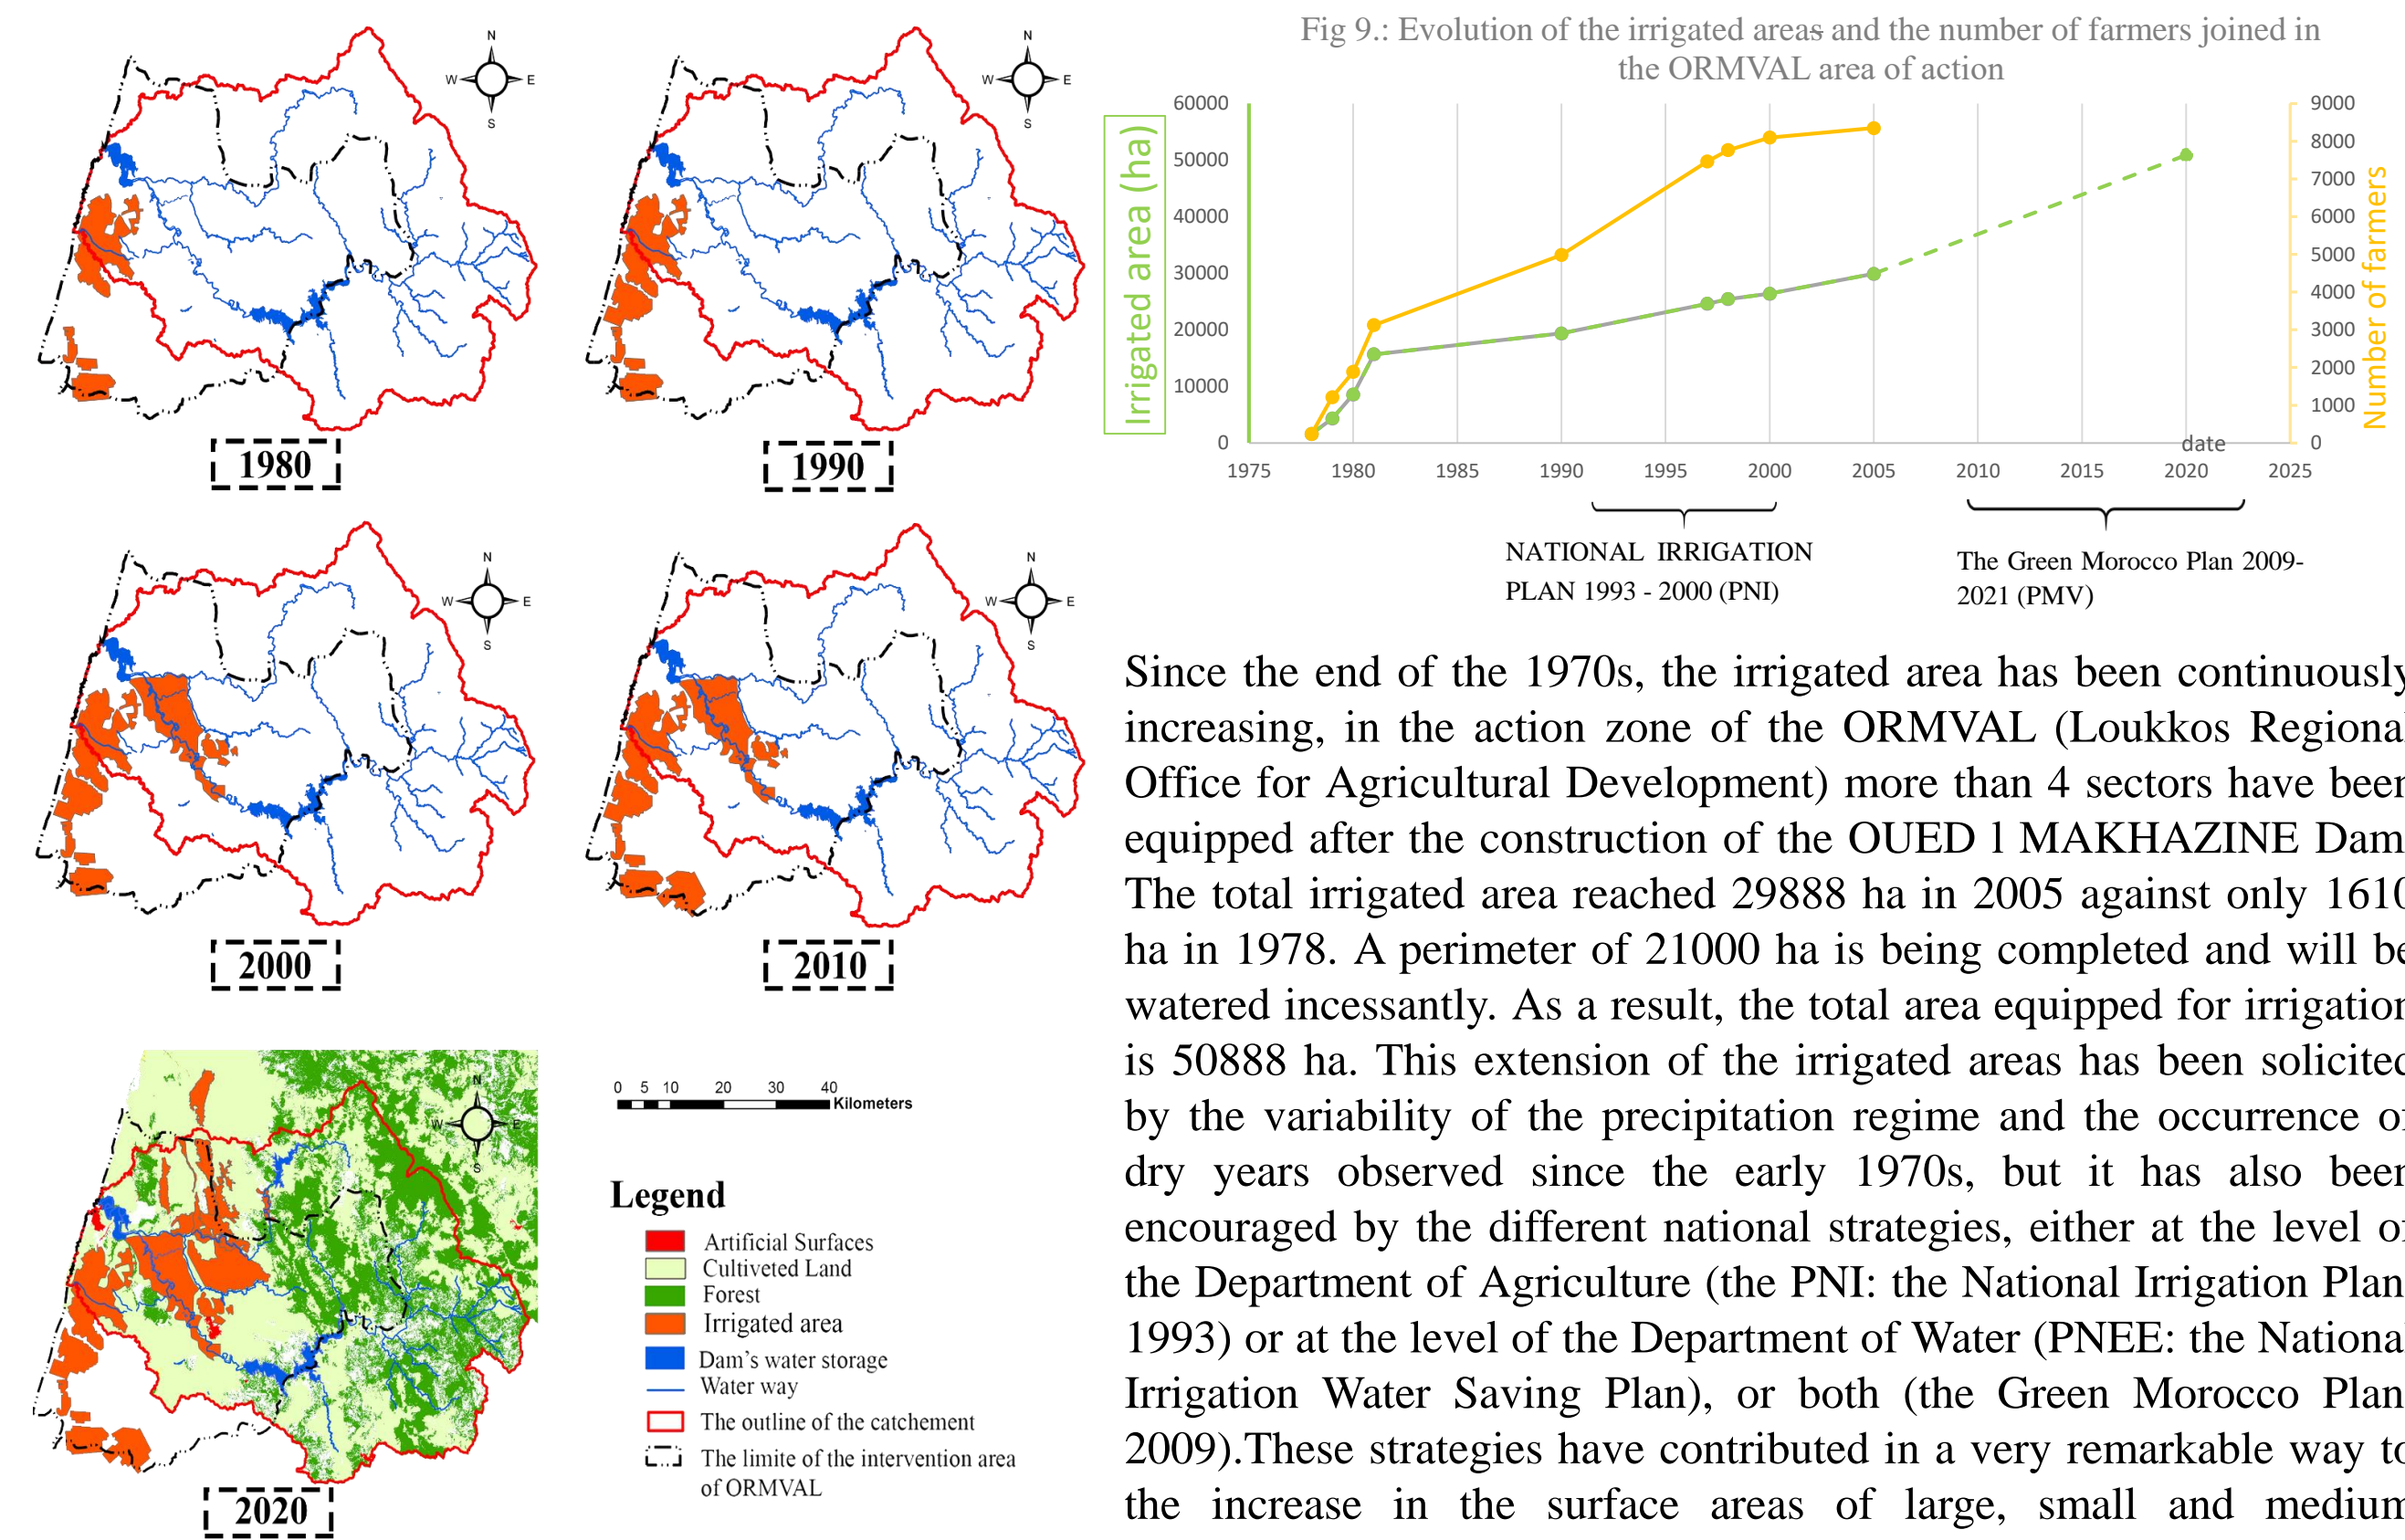 N
W
E
S
1980
N
W
E
S
1990
N
W
E
S
2000
N
W
E
S
2010
N
W
E
S
2020
0 5 10 20 30 40
Kilometers
Legend
Artificial Surfaces
Cultiveted Land
Forest
Irrigated area
Dam's water storage
Water way
The outline of the catchement
The limite of the intervention area
of ORMVAL
Fig 9.: Evolution of the irrigated areas and the number of farmers joined in
the ORMVAL area of action
Irrigated area (ha)
60000
50000
40000
30000
20000
10000
0
9000
8000
7000
6000
5000
4000
3000
2000
1000
0
Number of farmers
date
1975 1980 1985 1990 1995 2000 2005 2010 2015 2020 2025
NATIONAL IRRIGATION
PLAN 1993 - 2000 (PNI)
The Green Morocco Plan 2009-
2021 (PMV)
Since the end of the 1970s, the irrigated area has been continuously
increasing, in the action zone of the ORMVAL (Loukkos Regional
Office for Agricultural Development) more than 4 sectors have been
equipped after the construction of the OUED l MAKHAZINE Dam.
The total irrigated area reached 29888 ha in 2005 against only 1610
ha in 1978. A perimeter of 21000 ha is being completed and will be
watered incessantly. As a result, the total area equipped for irrigation
is 50888 ha. This extension of the irrigated areas has been solicited
by the variability of the precipitation regime and the occurrence of
dry years observed since the early 1970s, but it has also been
encouraged by the different national strategies, either at the level of
the Department of Agriculture (the PNI: the National Irrigation Plan
1993) or at the level of the Department of Water (PNEE: the National
Irrigation Water Saving Plan), or both (the Green Morocco Plan
2009).These strategies have contributed in a very remarkable way to
the increase in the surface areas of large, small and medium